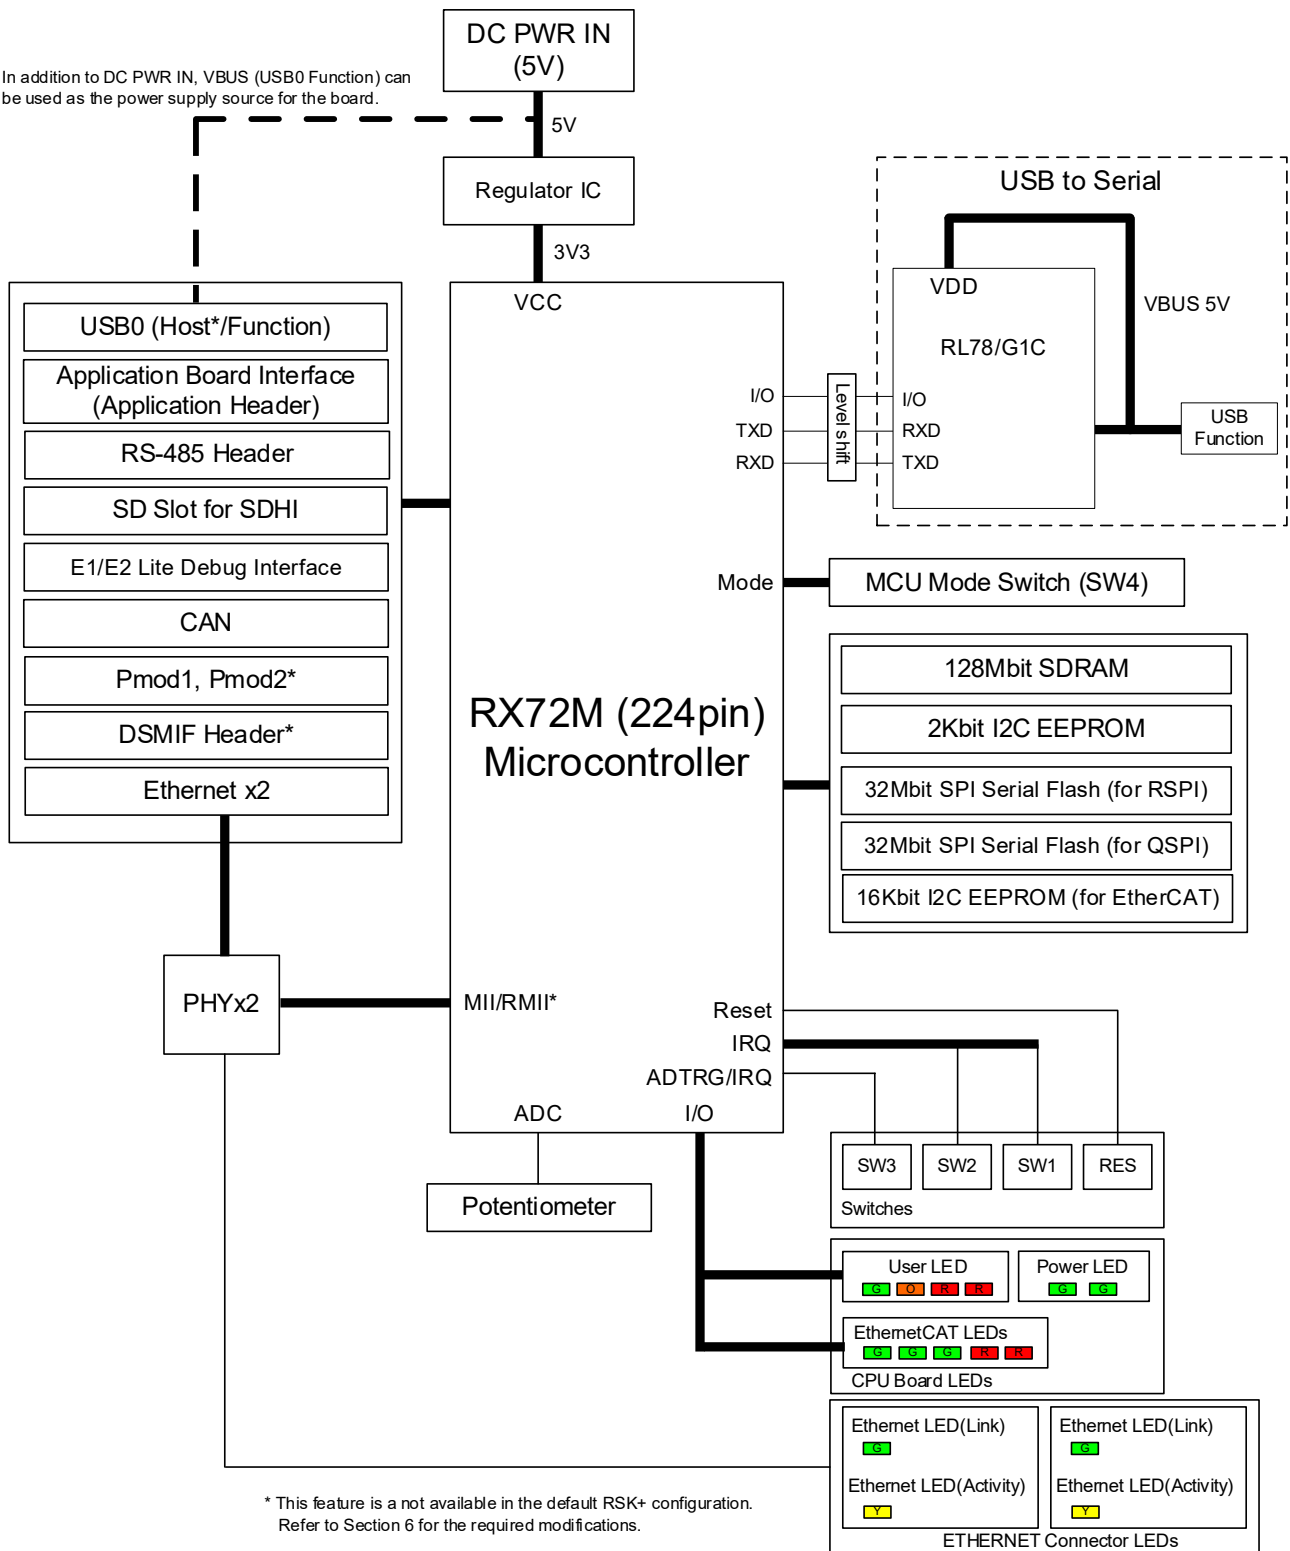 DC PWR IN
(5V)
In addition to DC PWR IN, VBUS (USB0 Function) can
be used as the power supply source for the board.
5V
Regulator IC
3V3
USB to Serial
VDD
VBUS 5V
RL78/G1C
I/O
RXD
TXD
USB
Function
Level shift
I/O
TXD
RXD
VCC
USB0 (Host*/Function)
Application Board Interface
(Application Header)
RS-485 Header
SD Slot for SDHI
E1/E2 Lite Debug Interface
CAN
Pmod1, Pmod2*
DSMIF Header*
Ethernet x2
Mode
MCU Mode Switch (SW4)
RX72M (224pin)
Microcontroller
128Mbit SDRAM
2Kbit I2C EEPROM
32Mbit SPI Serial Flash (for RSPI)
32Mbit SPI Serial Flash (for QSPI)
16Kbit I2C EEPROM (for EtherCAT)
PHYx2
MII/RMII*
Reset
IRQ
ADTRG/IRQ
ADC
I/O
Potentiometer
SW3
SW2
SW1
RES
Switches
User LED
G O R R
Power LED
G G
EthernetCAT LEDs
G G G R R
CPU Board LEDs
Ethernet LED(Link)
G
Ethernet LED(Activity)
Y
Ethernet LED(Link)
G
Ethernet LED(Activity)
Y
ETHERNET Connector LEDs
* This feature is a not available in the default RSK+ configuration.
Refer to Section 6 for the required modifications.